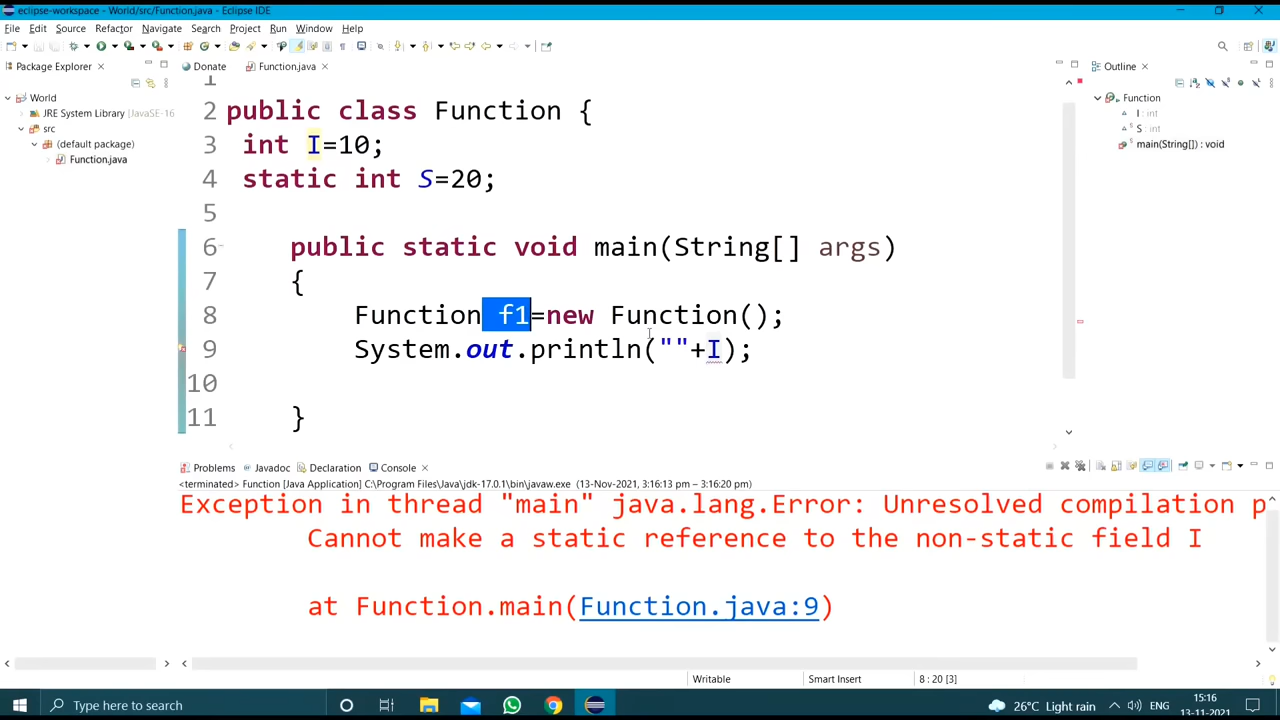 eclipse-workspace - World/src/Function.java - Eclipse IDE
File Edit Source Refactor Navigate Search Project Run Window Help
Package Explorer
Donate
Function.java
Outline
World
JRE System Library [JavaSE-16
src
(default package)
Function.java
Function
I : int
S : int
main(String[]) : void
1
2 public class Function {
3 int I=10;
4 static int S=20;
5
6 public static void main(String[] args)
7 {
8 Function f1=new Function();
9 System.out.println(""+I);
10
11 }
Problems Javadoc Declaration Console
<terminated> Function [Java Application] C:\Program Files\Java\jdk-17.0.1\bin\javaw.exe (13-Nov-2021, 3:16:13 pm – 3:16:20 pm)
Exception in thread "main" java.lang.Error: Unresolved compilation p
Cannot make a static reference to the non-static field I
at Function.main(Function.java:9)
Writable Smart Insert 8 : 20 [3]
Type here to search
26°C Light rain
ENG
15:16
13-11-2021